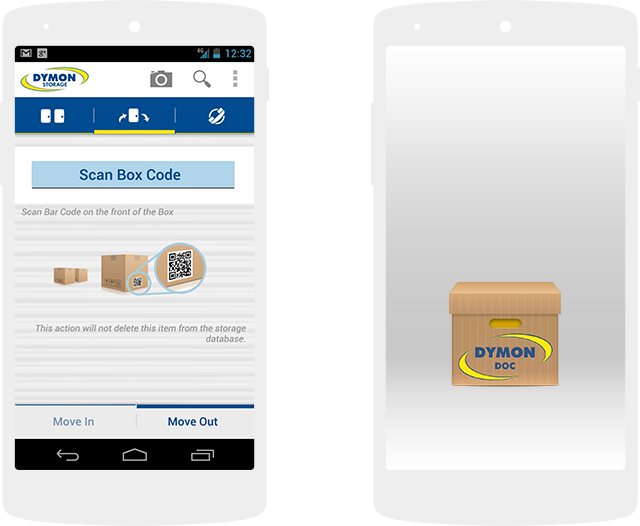 4G 12:32
DYMON
STORAGE
Scan Box Code
Scan Bar Code on the front of the Box
This action will not delete this item from the storage
database.
Move In Move Out
DYMON
DOC